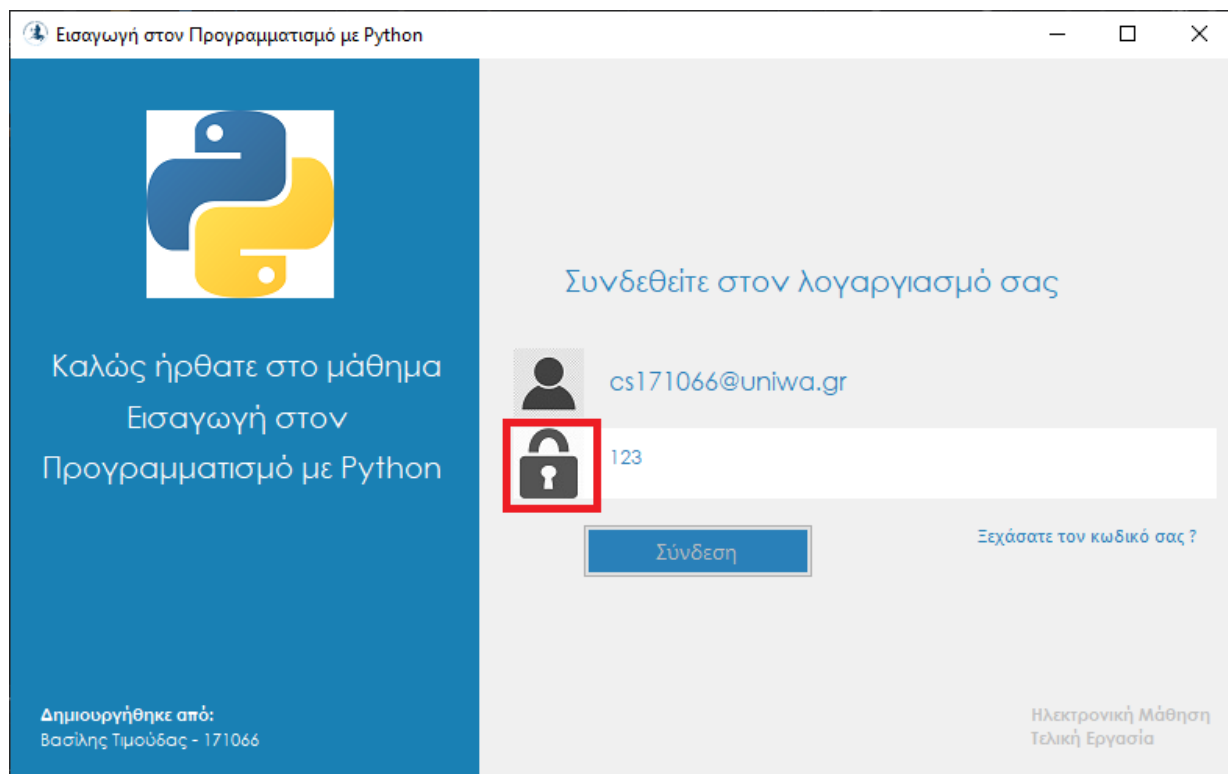 Εισαγωγή στον Προγραμματισμό με Python
Καλώς ήρθατε στο μάθημα
Εισαγωγή στον
Προγραμματισμό με Python
Δημιουργήθηκε από:
Βασίλης Τιμούδας - 171066
Συνδεθείτε στον λογαργιασμό σας
cs171066@uniwa.gr
123
Σύνδεση
Ξεχάσατε τον κωδικό σας ?
Ηλεκτρονική Μάθηση
Τελική Εργασία